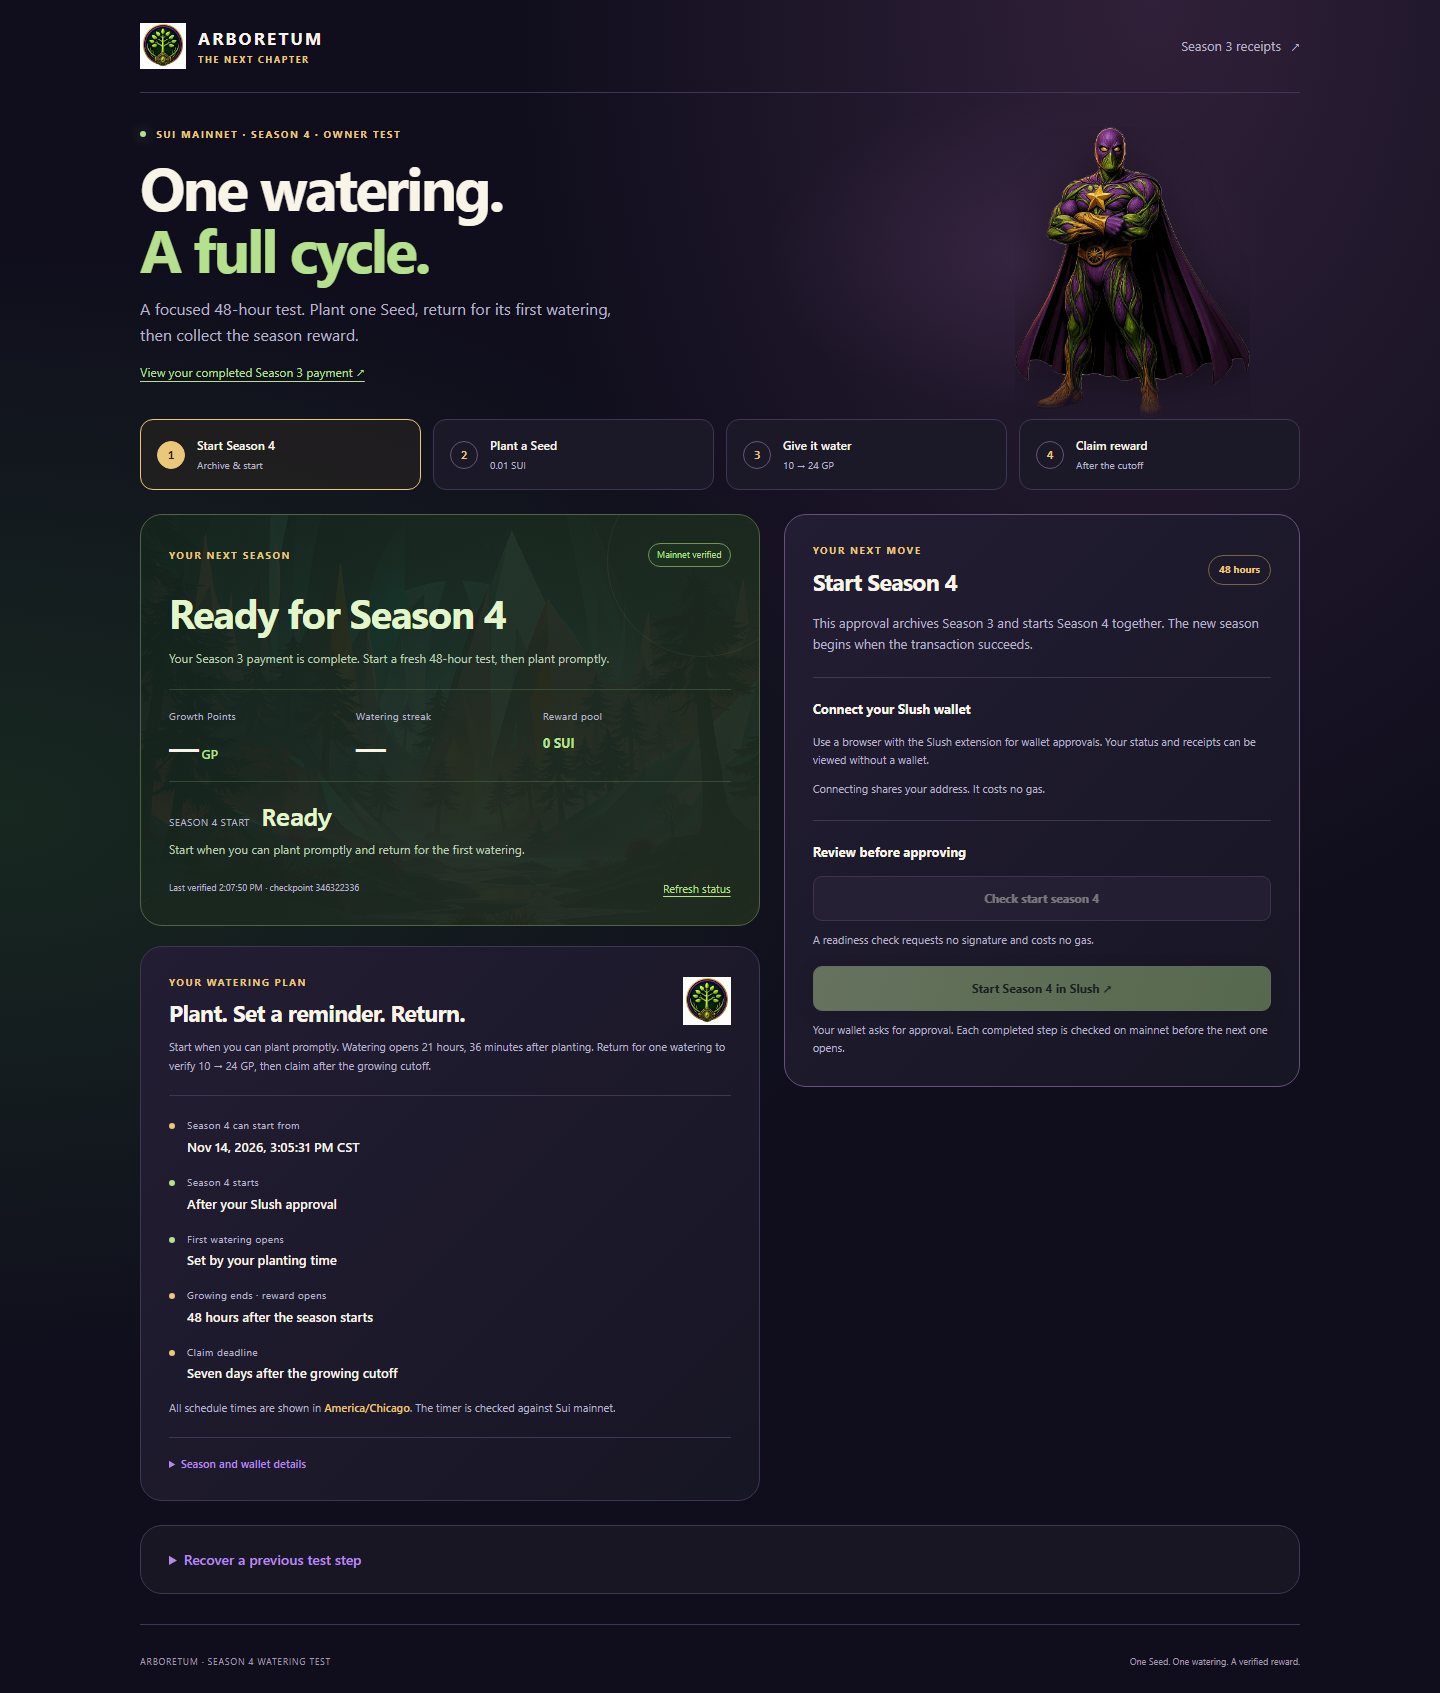 ARBORETUM
THE NEXT CHAPTER
Season 3 receipts ↗
SUI MAINNET · SEASON 4 · OWNER TEST
One watering.
A full cycle.
A focused 48-hour test. Plant one Seed, return for its first watering,
then collect the season reward.
View your completed Season 3 payment ↗
1
Start Season 4
Archive & start
2
Plant a Seed
0.01 SUI
3
Give it water
10 → 24 GP
4
Claim reward
After the cutoff
YOUR NEXT SEASON
Mainnet verified
Ready for Season 4
Your Season 3 payment is complete. Start a fresh 48-hour test, then plant promptly.
Growth Points
— GP
Watering streak
—
Reward pool
0 SUI
SEASON 4 START Ready
Start when you can plant promptly and return for the first watering.
Last verified 2:07:50 PM · checkpoint 346322336
Refresh status
YOUR WATERING PLAN
Plant. Set a reminder. Return.
Start when you can plant promptly. Watering opens 21 hours, 36 minutes after planting. Return for one watering to
verify 10 → 24 GP, then claim after the growing cutoff.
Season 4 can start from
Nov 14, 2026, 3:05:31 PM CST
Season 4 starts
After your Slush approval
First watering opens
Set by your planting time
Growing ends · reward opens
48 hours after the season starts
Claim deadline
Seven days after the growing cutoff
All schedule times are shown in America/Chicago. The timer is checked against Sui mainnet.
▶ Season and wallet details
YOUR NEXT MOVE
Start Season 4
48 hours
This approval archives Season 3 and starts Season 4 together. The new season
begins when the transaction succeeds.
Connect your Slush wallet
Use a browser with the Slush extension for wallet approvals. Your status and receipts can be
viewed without a wallet.
Connecting shares your address. It costs no gas.
Review before approving
Check start season 4
A readiness check requests no signature and costs no gas.
Start Season 4 in Slush ↗
Your wallet asks for approval. Each completed step is checked on mainnet before the next one
opens.
▶ Recover a previous test step
ARBORETUM · SEASON 4 WATERING TEST
One Seed. One watering. A verified reward.